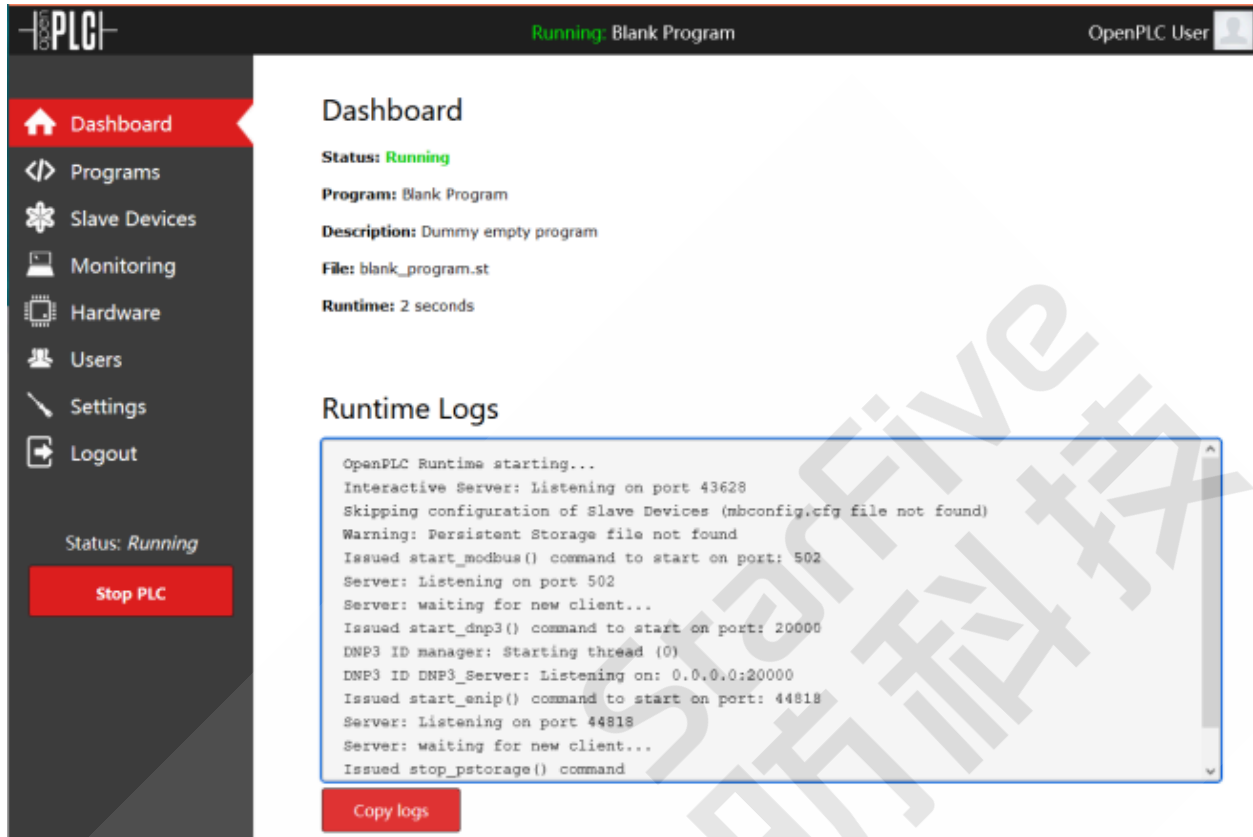 open PLC
Running: Blank Program
OpenPLC User
Dashboard
Programs
Slave Devices
Monitoring
Hardware
Users
Settings
Logout
Status: Running
Stop PLC
Dashboard
Status: Running
Program: Blank Program
Description: Dummy empty program
File: blank_program.st
Runtime: 2 seconds
Runtime Logs
OpenPLC Runtime starting...
Interactive Server: Listening on port 43628
Skipping configuration of Slave Devices (mbconfig.cfg file not found)
Warning: Persistent Storage file not found
Issued start_modbus() command to start on port: 502
Server: Listening on port 502
Server: waiting for new client...
Issued start_dnp3() command to start on port: 20000
DNP3 ID manager: Starting thread (0)
DNP3 ID DNP3_Server: Listening on: 0.0.0.0:20000
Issued start_enip() command to start on port: 44818
Server: Listening on port 44818
Server: waiting for new client...
Issued stop_pstorage() command
Copy logs
StarFive
昉科技